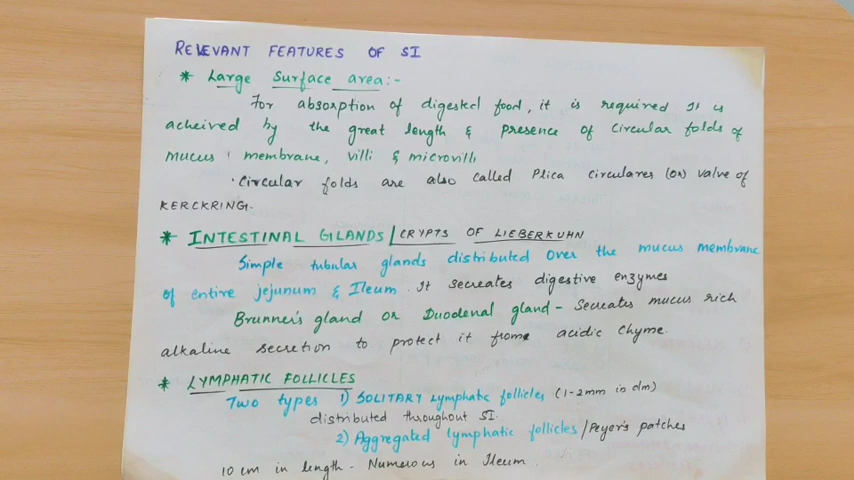 RELEVANT FEATURES OF SI
* Large Surface area:-
For absorption of digested food, it is required It is
acheived by the great length & presence of Circular folds of
mucus membrane, villi & microvilli
· Circular folds are also called Plica circulares (OR) valve of
KERCKRING-
* INTESTINAL GLANDS / CRYPTS OF LIEBERKUHN
Simple tubular glands distributed over the mucus membrane
of entire jejunum & Ileum. It secreates digestive enzymes
Brunner's gland or Duodenal gland - Secreates mucus rich
alkaline secretion to protect it from acidic chyme.
* LYMPHATIC FOLLICLES
Two types 1) SOLITARY Lymphatic follicles (1-2mm in dm)
distributed throughout SI.
2) Aggregated lymphatic follicles / Peyer's patches
10 cm in length - Numerous in Ileum.